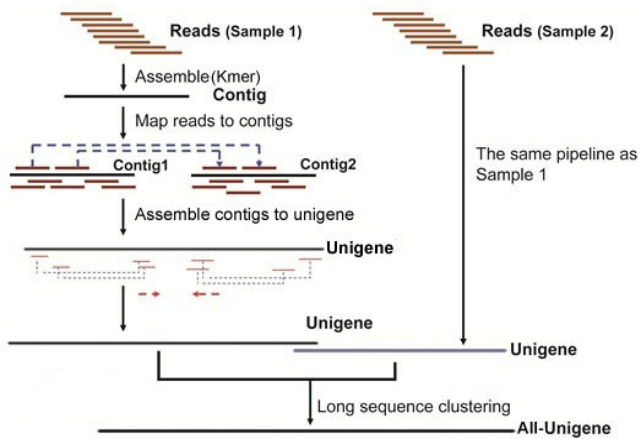 Reads (Sample 1)
Reads (Sample 2)
Assemble(Kmer)
Contig
Map reads to contigs
Contig1
Contig2
The same pipeline as
Sample 1
Assemble contigs to unigene
Unigene
Unigene
Unigene
Long sequence clustering
All-Unigene